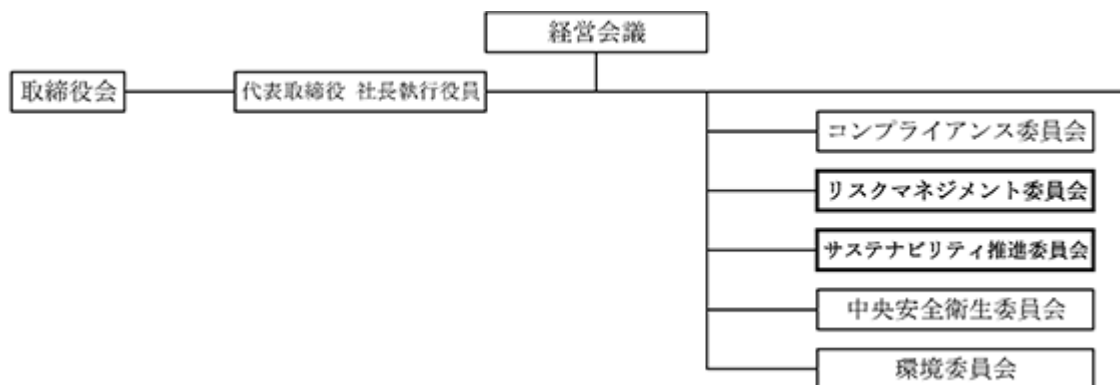 経営会議
取締役会
代表取締役 社長執行役員
コンプライアンス委員会
リスクマネジメント委員会
サステナビリティ推進委員会
中央安全衛生委員会
環境委員会